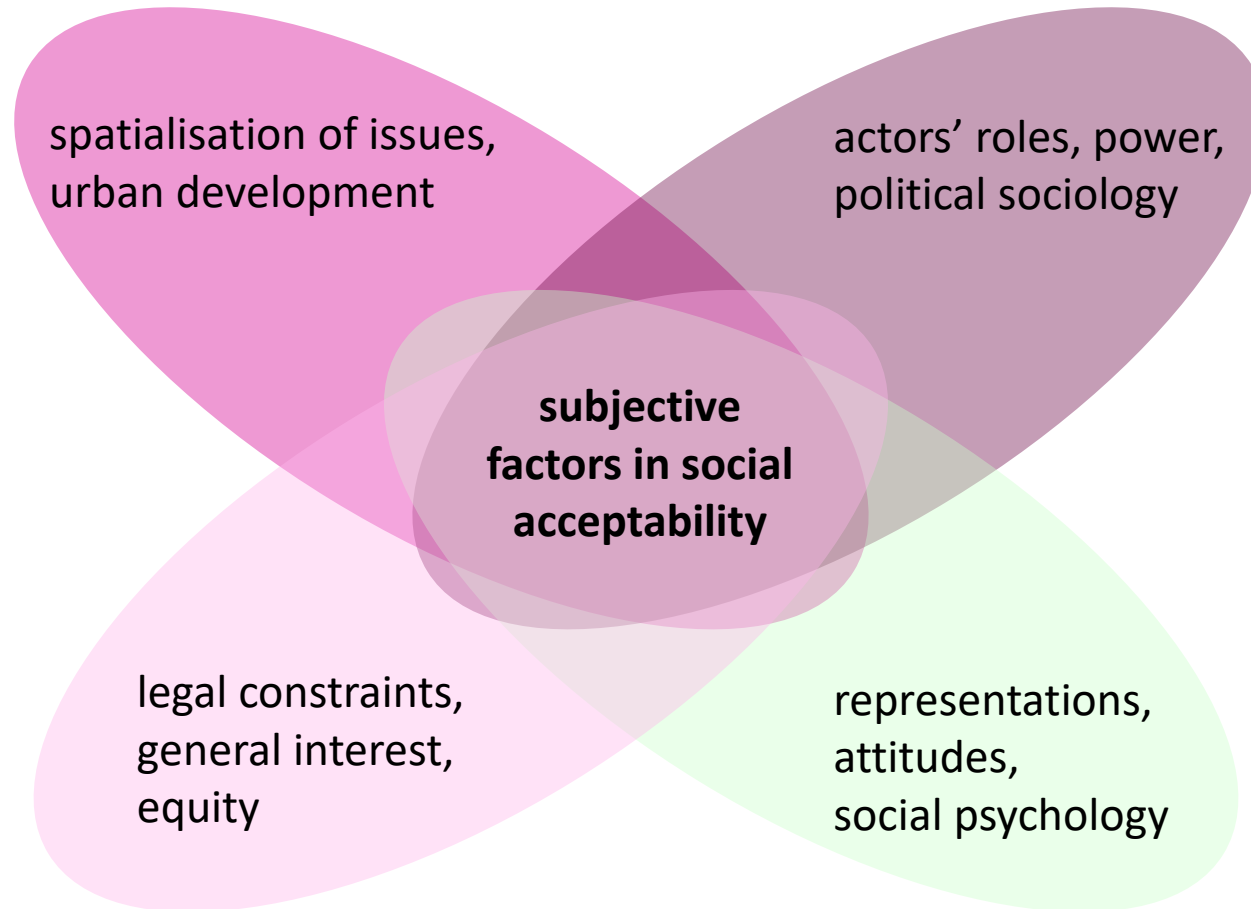 spatialisation of issues,
urban development
actors’ roles, power,
political sociology
subjective
factors in social
acceptability
legal constraints,
general interest,
equity
representations,
attitudes,
social psychology